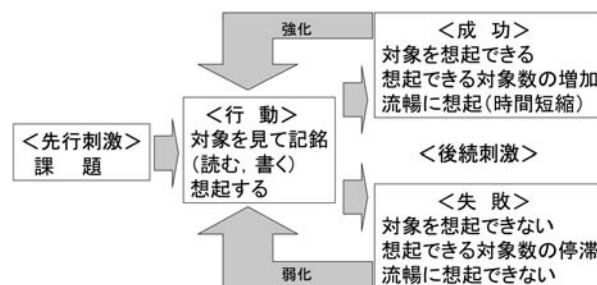 強化
＜成 功＞
対象を想起できる
想起できる対象数の増加
流暢に想起（時間短縮）
＜行 動＞
対象を見て記銘
（読む，書く）
想起する
＜先行刺激＞
課 題
＜後続刺激＞
＜失 敗＞
対象を想起できない
想起できる対象数の停滞
流暢に想起できない
弱化